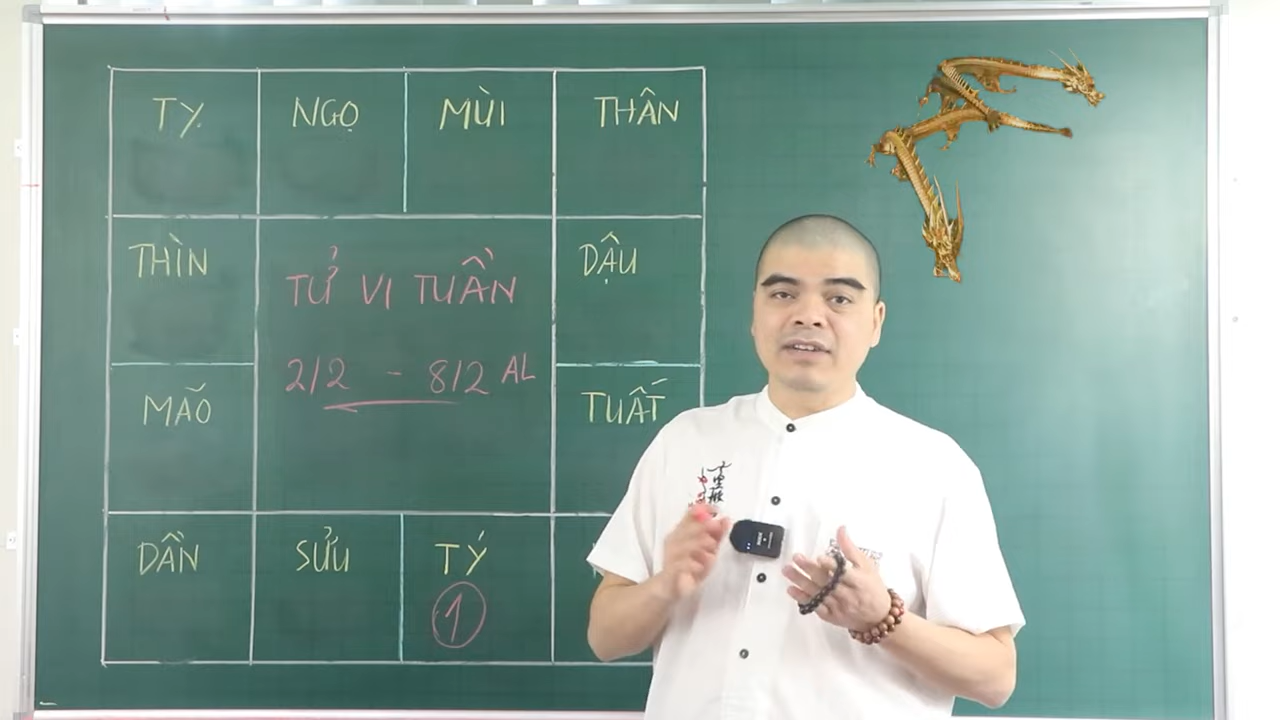 TỴ
NGỌ
MÙI
THÂN
THÌN
DẬU
TỬ VI TUẦN
2/2 - 8/2 AL
MÃO
TUẤT
DẦN
SỬU
TÝ
1